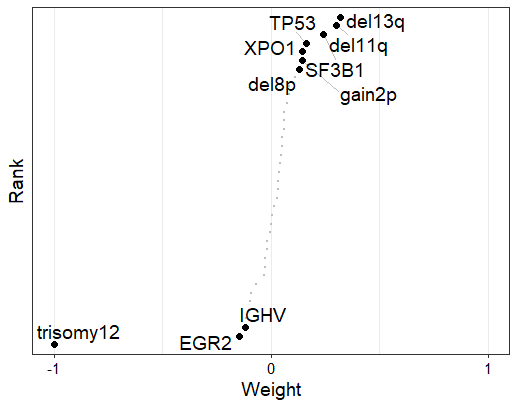 TP53
del13q
XPO1
del11q
SF3B1
del8p
gain2p
Rank
IGHV
trisomy12
EGR2
-1
0
1
Weight